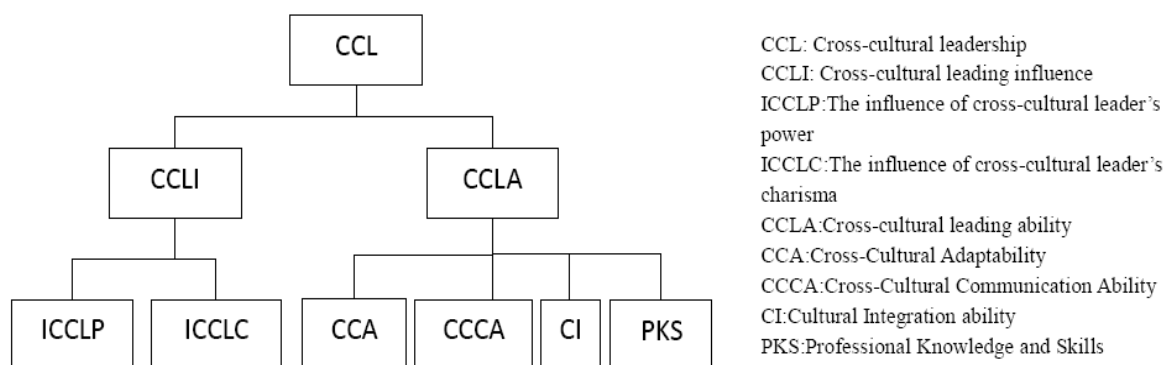 CCL
CCLI
CCLA
ICCLP
ICCLC
CCA
CCCA
CI
PKS
CCL: Cross-cultural leadership
CCLI: Cross-cultural leading influence
ICCLP:The influence of cross-cultural leader’s
power
ICCLC:The influence of cross-cultural leader’s
charisma
CCLA:Cross-cultural leading ability
CCA:Cross-Cultural Adaptability
CCCA:Cross-Cultural Communication Ability
CI:Cultural Integration ability
PKS:Professional Knowledge and Skills